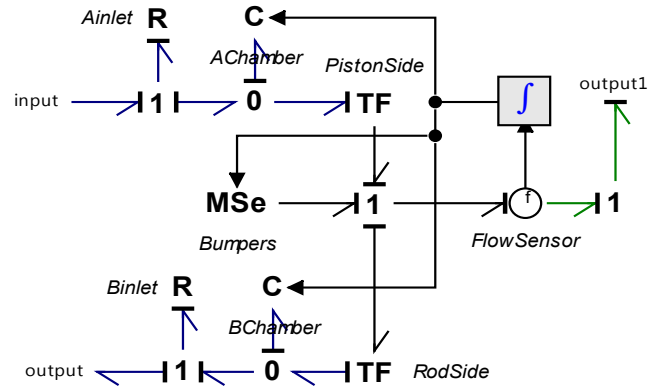 Ainlet R C
AChamber
PistonSide
input 1 0 TF
∫ output1
MSe 1 f 1
Bumpers FlowSensor
Binlet R C
BChamber
output 1 0 TF RodSide